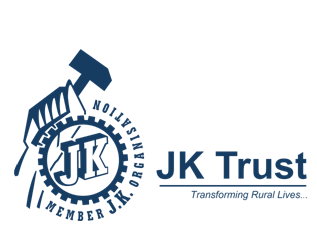 JK
MEMBER J.K. ORGANISATION
JK Trust
Transforming Rural Lives...